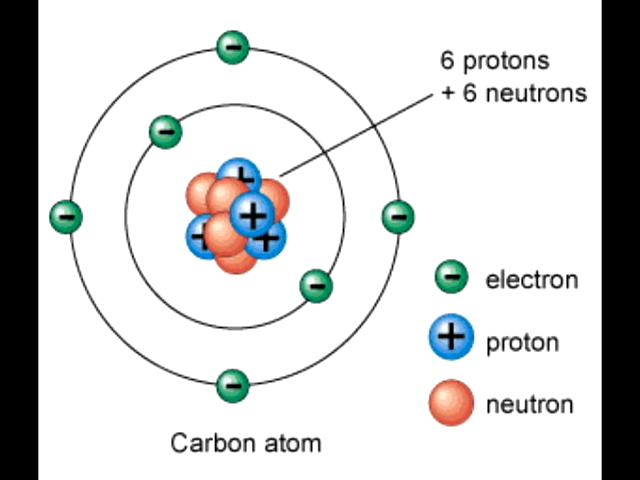 6 protons
+ 6 neutrons
electron
proton
neutron
Carbon atom